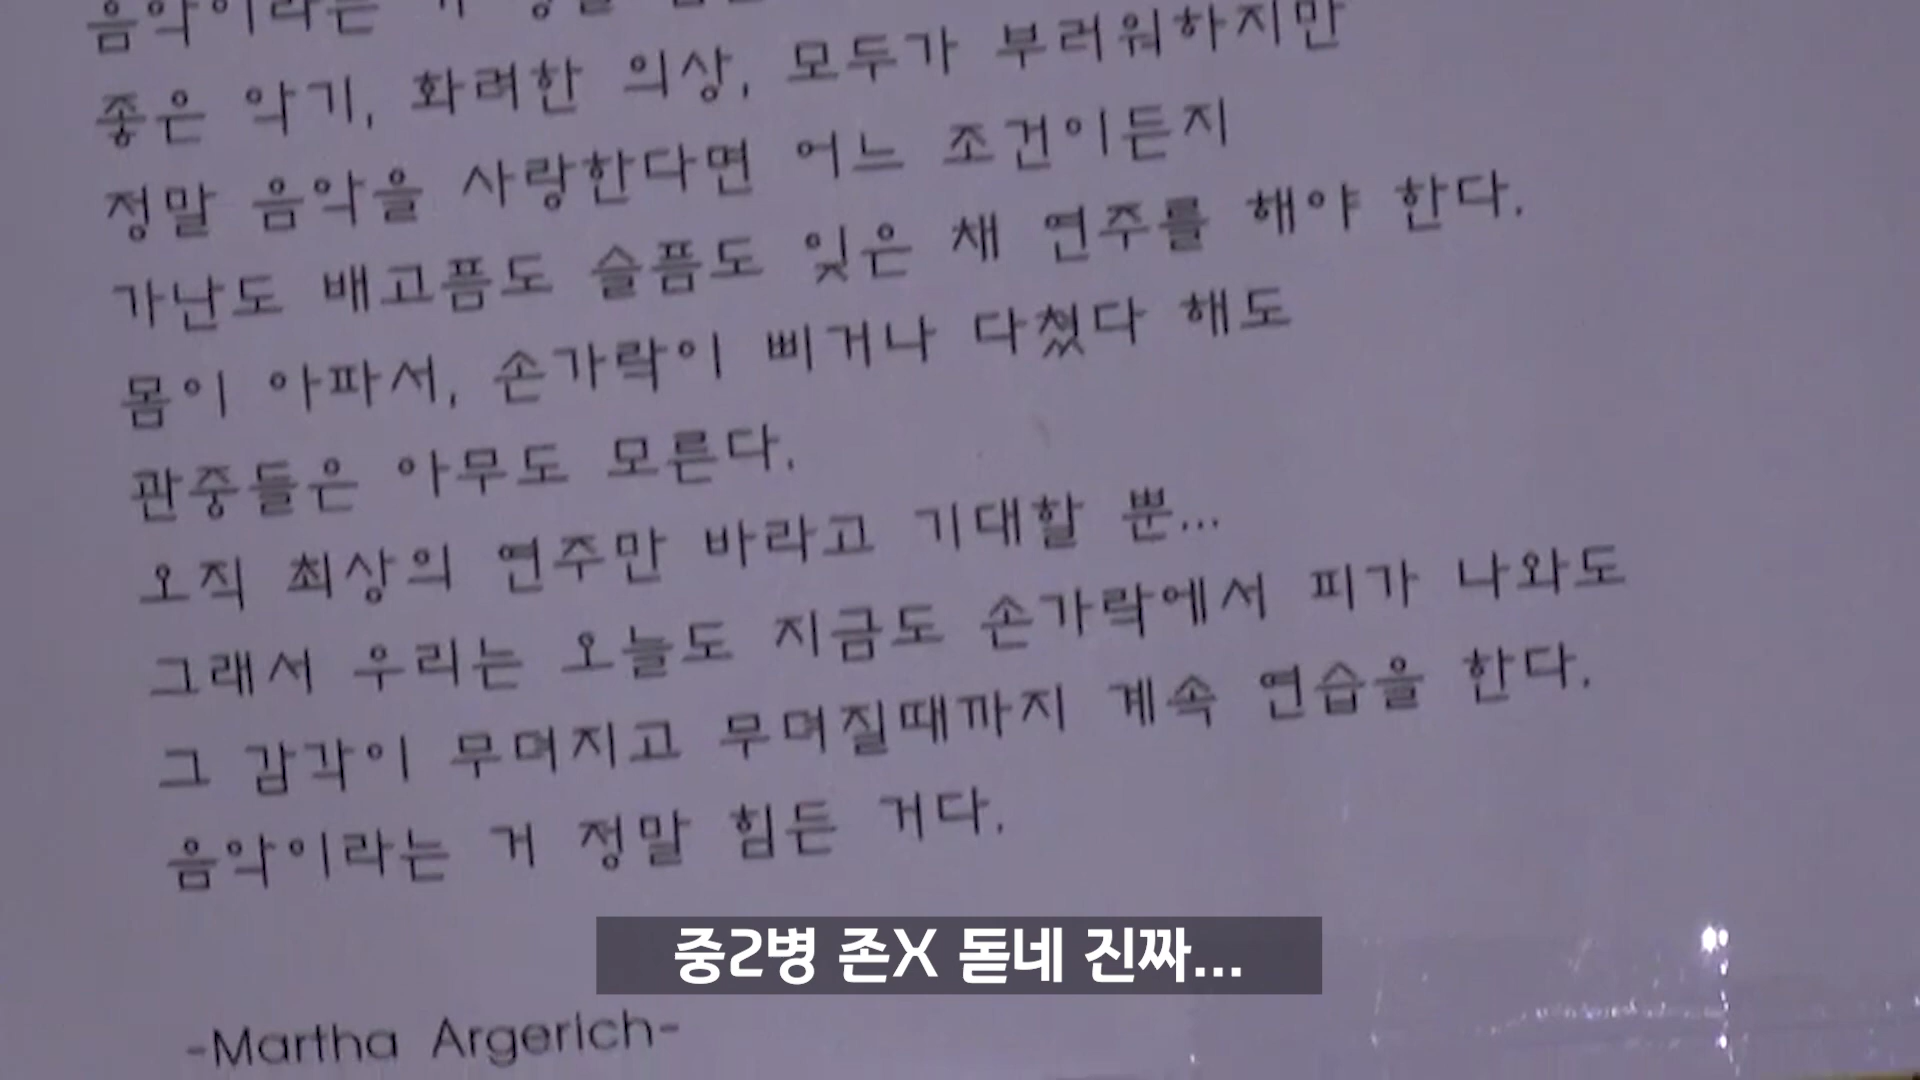 음악이라는 거 정말
좋은 악기, 화려한 의상, 모두가 부러워하지만
정말 음악을 사랑한다면 어느 조건이든지
가난도 배고픔도 슬픔도 잊은 채 연주를 해야 한다.
몸이 아파서, 손가락이 삐거나 다쳤다 해도
관중들은 아무도 모른다.
오직 최상의 연주만 바라고 기대할 뿐...
그래서 우리는 오늘도 지금도 손가락에서 피가 나와도
그 감각이 무뎌지고 무뎌질때까지 계속 연습을 한다.
음악이라는 거 정말 힘든 거다.
중2병 존X 돋네 진짜...
-Martha Argerich-